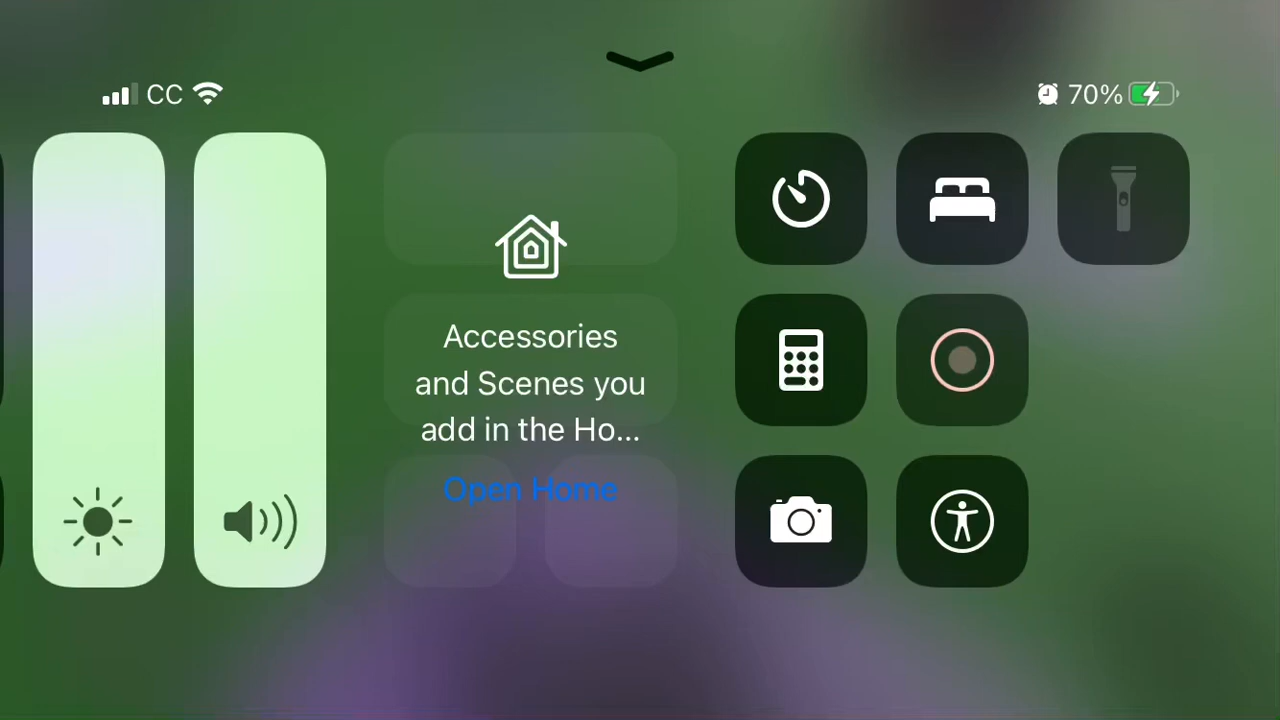 CC
70%
Accessories
and Scenes you
add in the Ho...
Open Home